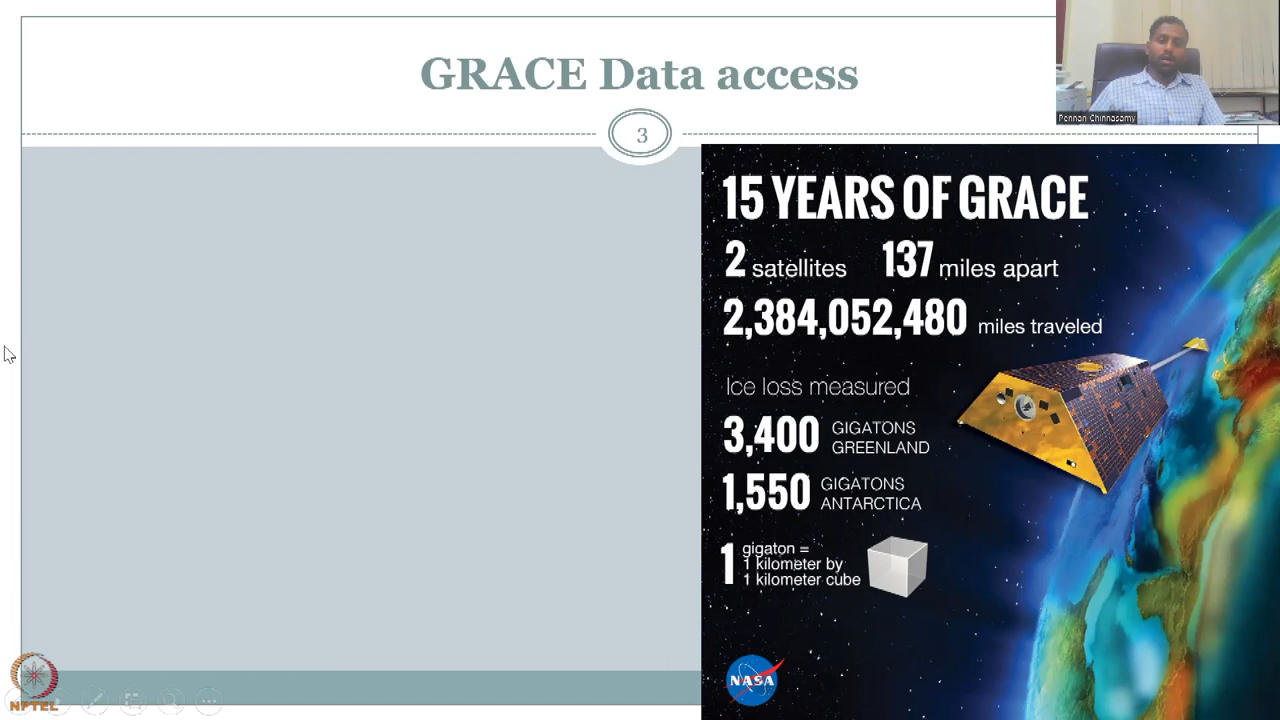 GRACE Data access
3
Pennan Chinnasamy
15 YEARS OF GRACE
2 satellites 137 miles apart
2,384,052,480 miles traveled
Ice loss measured
3,400 GIGATONS
GREENLAND
1,550 GIGATONS
ANTARCTICA
1 gigaton =
1 kilometer by
1 kilometer cube
NASA
NPTEL